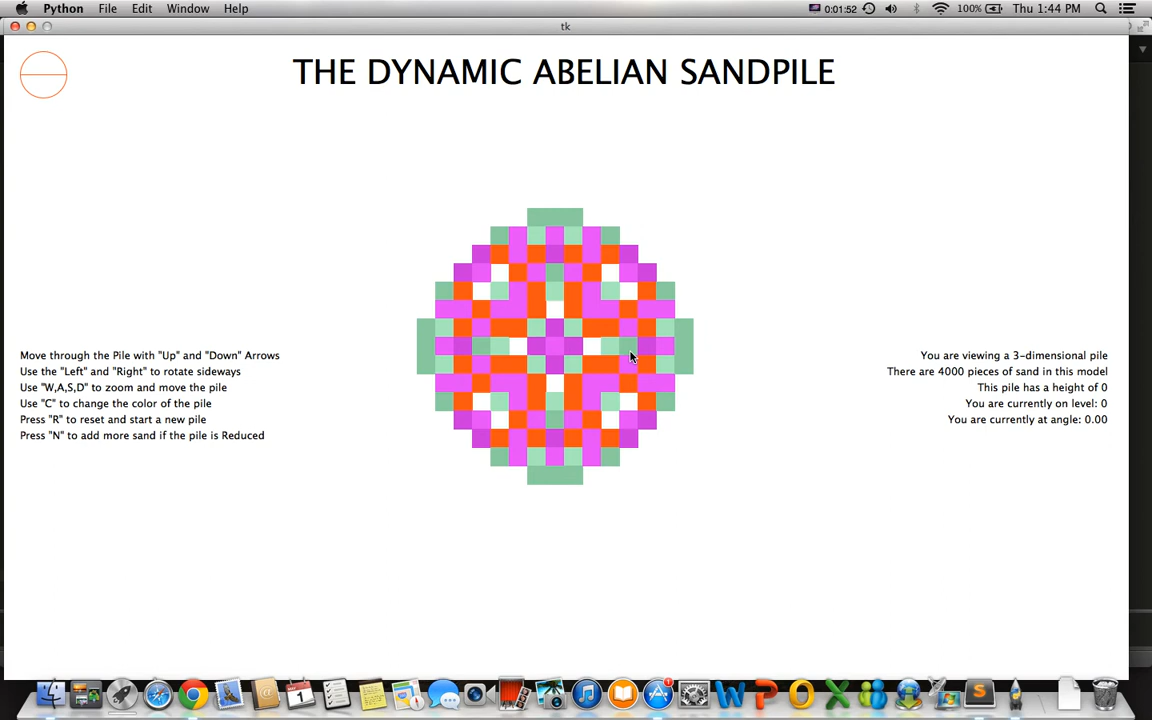 Python File Edit Window Help 0:01:52 100% Thu 1:44 PM
tk
THE DYNAMIC ABELIAN SANDPILE
Move through the Pile with "Up" and "Down" Arrows
Use the "Left" and "Right" to rotate sideways
Use "W,A,S,D" to zoom and move the pile
Use "C" to change the color of the pile
Press "R" to reset and start a new pile
Press "N" to add more sand if the pile is Reduced
You are viewing a 3-dimensional pile
There are 4000 pieces of sand in this model
This pile has a height of 0
You are currently on level: 0
You are currently at angle: 0.00